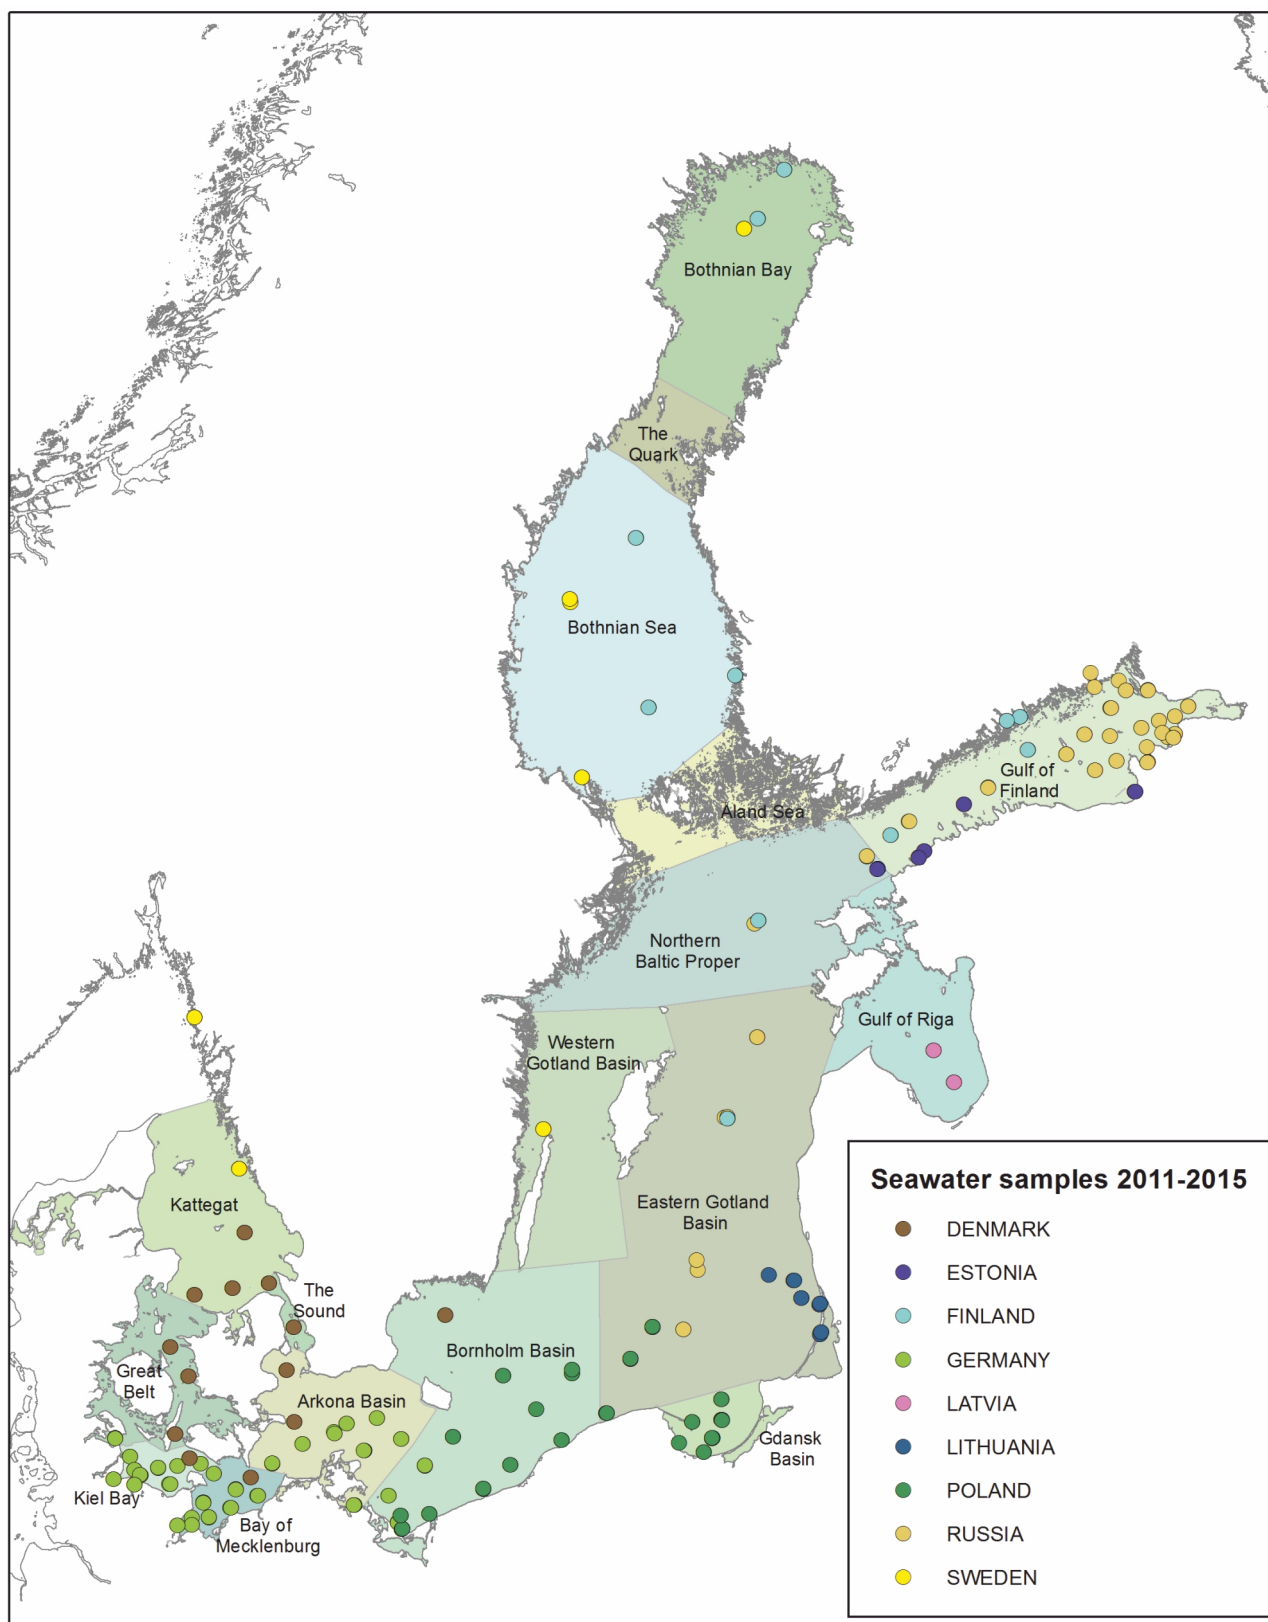 Bothnian Bay
The
Quark
Bothnian Sea
Gulf of
Finland
Aland Sea
Northern
Baltic Proper
Gulf of Riga
Western
Gotland Basin
Kattegat
Eastern Gotland
Basin
The
Sound
Bornholm Basin
Great
Belt
Arkona Basin
Gdansk
Basin
Kiel Bay
Bay of
Mecklenburg
Seawater samples 2011-2015
DENMARK
ESTONIA
FINLAND
GERMANY
LATVIA
LITHUANIA
POLAND
RUSSIA
SWEDEN